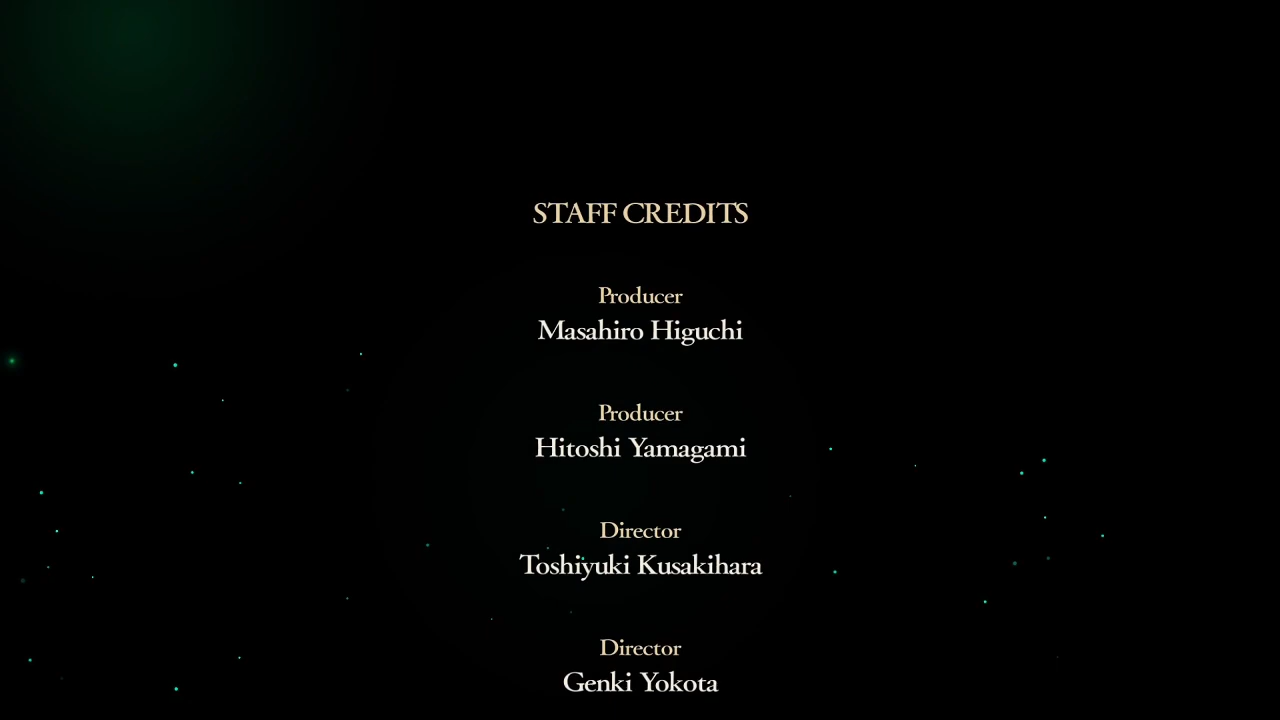 STAFF CREDITS
Producer
Masahiro Higuchi
Producer
Hitoshi Yamagami
Director
Toshiyuki Kusakihara
Director
Genki Yokota